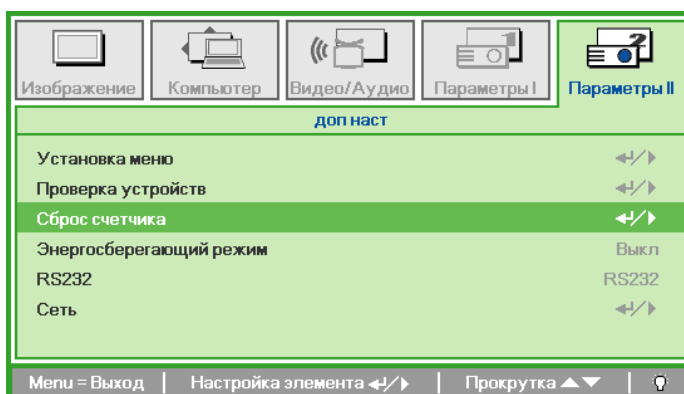 Изображение Компьютер Видео/Аудио Параметры I Параметры II
доп наст
Установка меню
Проверка устройств
Сброс счетчика
Энергосберегающий режим Выкл
RS232 RS232
Сеть
Menu = Выход | Настройка элемента ↵/▶ | Прокрутка ▲▼